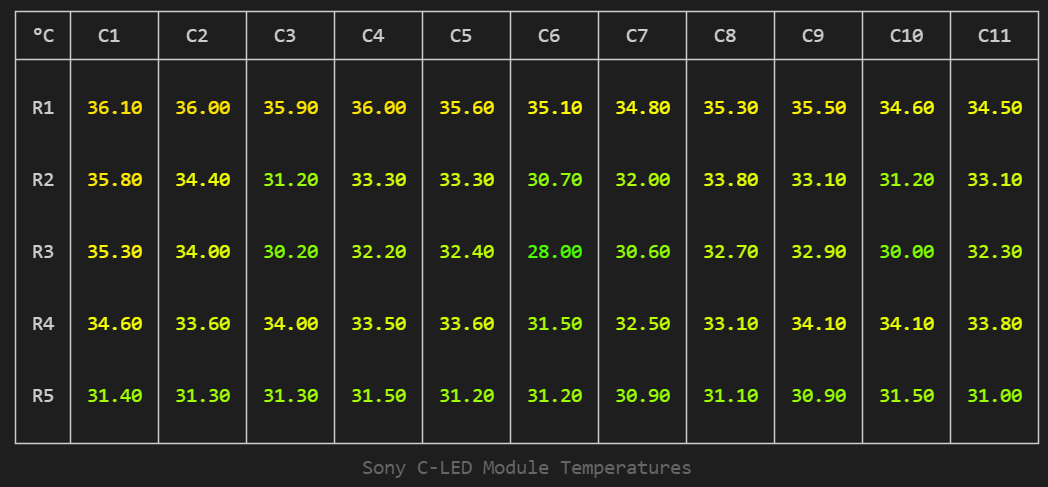 °C C1 C2 C3 C4 C5 C6 C7 C8 C9 C10 C11
R1 36.10 36.00 35.90 36.00 35.60 35.10 34.80 35.30 35.50 34.60 34.50
R2 35.80 34.40 31.20 33.30 33.30 30.70 32.00 33.80 33.10 31.20 33.10
R3 35.30 34.00 30.20 32.20 32.40 28.00 30.60 32.70 32.90 30.00 32.30
R4 34.60 33.60 34.00 33.50 33.60 31.50 32.50 33.10 34.10 34.10 33.80
R5 31.40 31.30 31.30 31.50 31.20 31.20 30.90 31.10 30.90 31.50 31.00
Sony C-LED Module Temperatures